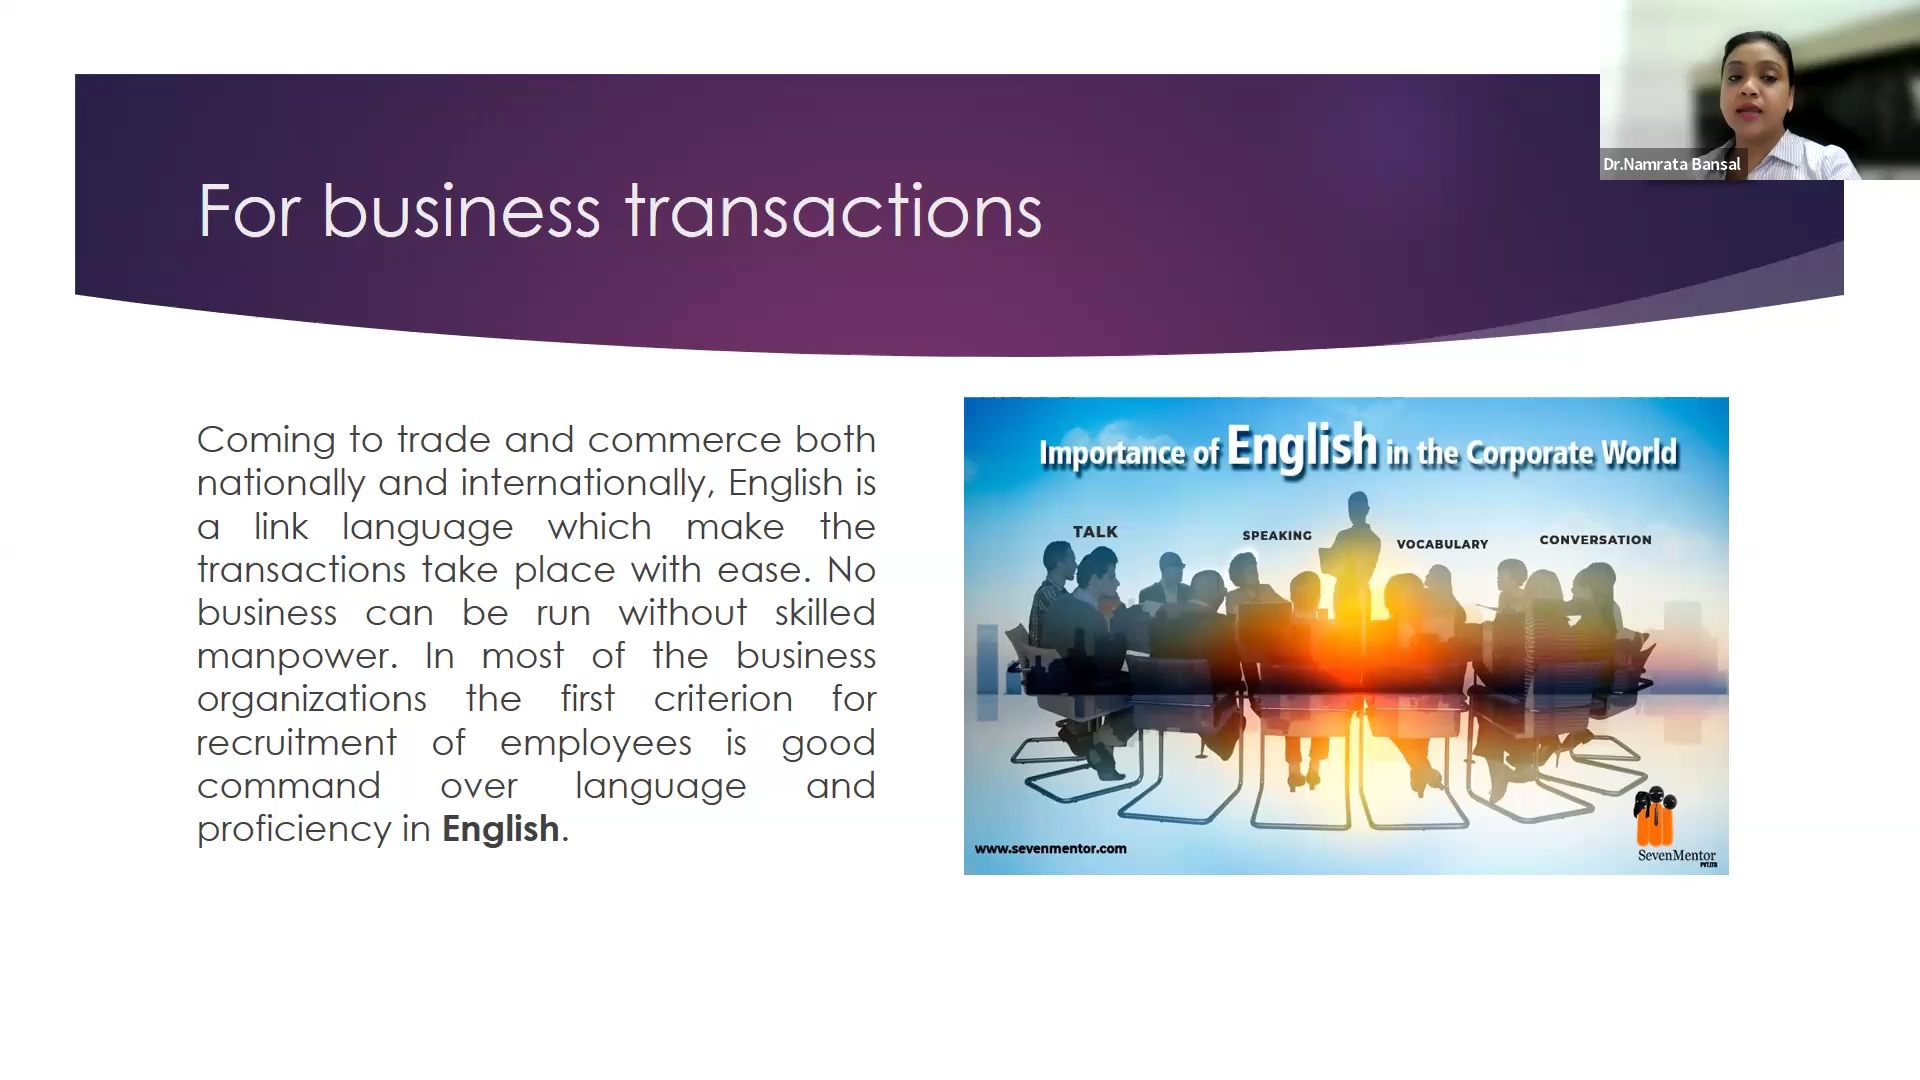 Dr.Namrata Bansal
For business transactions
Coming to trade and commerce both
nationally and internationally, English is
a link language which make the
transactions take place with ease. No
business can be run without skilled
manpower. In most of the business
organizations the first criterion for
recruitment of employees is good
command over language and
proficiency in English.
Importance of English in the Corporate World
TALK
SPEAKING
VOCABULARY
CONVERSATION
www.sevenmentor.com
SevenMentor
PVT.LTD